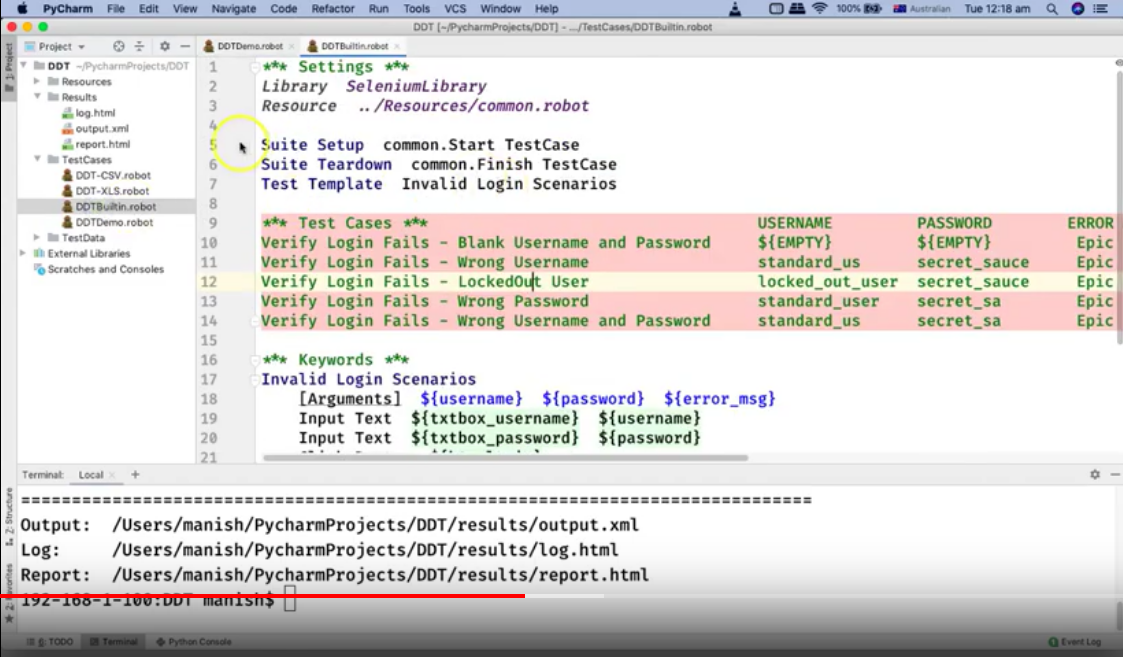 PyCharm File Edit View Navigate Code Refactor Run Tools VCS Window Help 100% Australian Tue 12:18 am
DDT [~/PycharmProjects/DDT] - .../TestCases/DDTBuiltin.robot
Project
DDTDemo.robot
DDTBuiltin.robot
1: Project
DDT ~/PycharmProjects/DDT
Resources
Results
log.html
output.xml
report.html
TestCases
DDT-CSV.robot
DDT-XLS.robot
DDTBuiltin.robot
DDTDemo.robot
TestData
External Libraries
Scratches and Consoles
1 *** Settings ***
2 Library SeleniumLibrary
3 Resource ../Resources/common.robot
4
5 Suite Setup common.Start TestCase
6 Suite Teardown common.Finish TestCase
7 Test Template Invalid Login Scenarios
8
9 *** Test Cases *** USERNAME PASSWORD ERROR
10 Verify Login Fails - Blank Username and Password ${EMPTY} ${EMPTY} Epic
11 Verify Login Fails - Wrong Username standard_us secret_sauce Epic
12 Verify Login Fails - LockedOut User locked_out_user secret_sauce Epic
13 Verify Login Fails - Wrong Password standard_user secret_sa Epic
14 Verify Login Fails - Wrong Username and Password standard_us secret_sa Epic
15
16 *** Keywords ***
17 Invalid Login Scenarios
18 [Arguments] ${username} ${password} ${error_msg}
19 Input Text ${txtbox_username} ${username}
20 Input Text ${txtbox_password} ${password}
21
Terminal: Local +
================================================================================
Output: /Users/manish/PycharmProjects/DDT/results/output.xml
Log: /Users/manish/PycharmProjects/DDT/results/log.html
Report: /Users/manish/PycharmProjects/DDT/results/report.html
192-168-1-100:DDT manish$
Z: Structure
2: Favorites
6: TODO Terminal Python Console Event Log